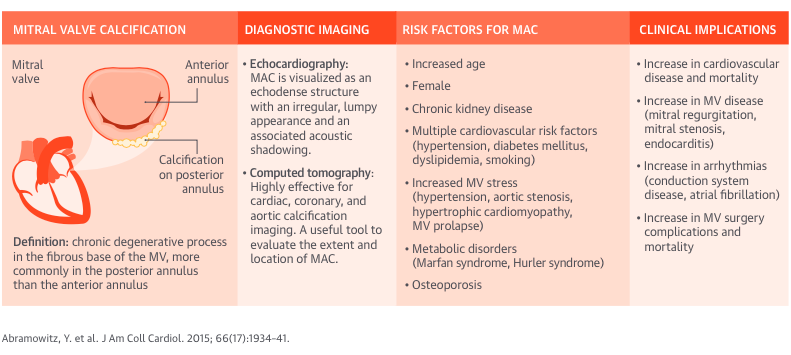 MITRAL VALVE CALCIFICATION
Mitral
valve
Anterior
annulus
Calcification
on posterior
annulus
Definition: chronic degenerative process
in the fibrous base of the MV, more
commonly in the posterior annulus
than the anterior annulus
DIAGNOSTIC IMAGING
• Echocardiography:
MAC is visualized as an
echodense structure
with an irregular, lumpy
appearance and an
associated acoustic
shadowing.
• Computed tomography:
Highly effective for
cardiac, coronary, and
aortic calcification
imaging. A useful tool to
evaluate the extent and
location of MAC.
RISK FACTORS FOR MAC
• Increased age
• Female
• Chronic kidney disease
• Multiple cardiovascular risk factors
(hypertension, diabetes mellitus,
dyslipidemia, smoking)
• Increased MV stress
(hypertension, aortic stenosis,
hypertrophic cardiomyopathy,
MV prolapse)
• Metabolic disorders
(Marfan syndrome, Hurler syndrome)
• Osteoporosis
CLINICAL IMPLICATIONS
• Increase in cardiovascular
disease and mortality
• Increase in MV disease
(mitral regurgitation,
mitral stenosis,
endocarditis)
• Increase in arrhythmias
(conduction system
disease, atrial fibrillation)
• Increase in MV surgery
complications and
mortality
Abramowitz, Y. et al. J Am Coll Cardiol. 2015; 66(17):1934–41.